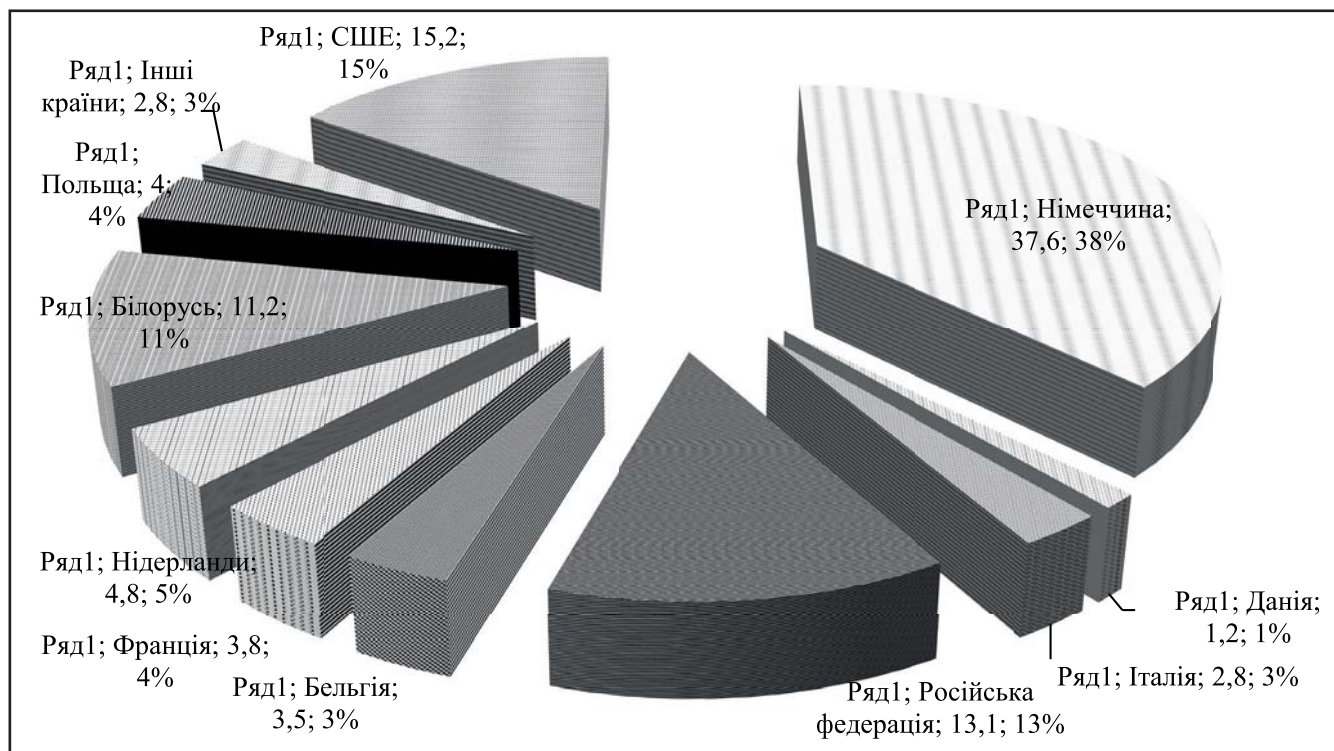 Ряд1; СШЕ; 15,2;
15%
Ряд1; Інші
країни; 2,8; 3%
Ряд1;
Польща; 4;
4%
Ряд1; Німеччина;
37,6; 38%
Ряд1; Білорусь; 11,2;
11%
Ряд1; Нідерланди;
4,8; 5%
Ряд1; Франція; 3,8;
4%
Ряд1; Бельгія;
3,5; 3%
Ряд1; Російська
федерація; 13,1; 13%
Ряд1; Італія; 2,8; 3%
Ряд1; Данія;
1,2; 1%